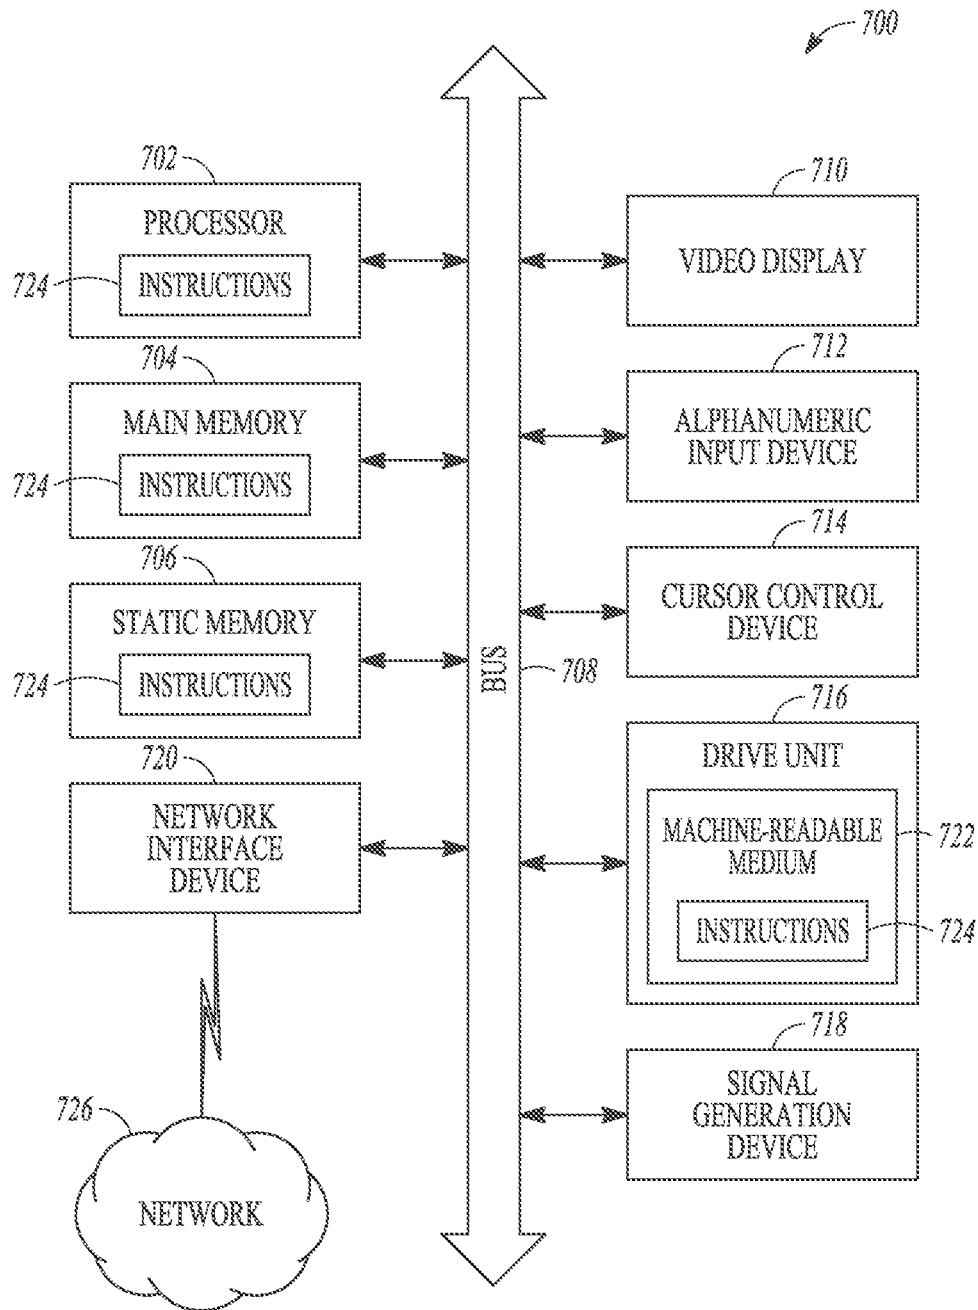 700
702
PROCESSOR
724
INSTRUCTIONS
704
MAIN MEMORY
724
INSTRUCTIONS
706
STATIC MEMORY
724
INSTRUCTIONS
720
NETWORK
INTERFACE
DEVICE
726
NETWORK
BUS
708
710
VIDEO DISPLAY
712
ALPHANUMERIC
INPUT DEVICE
714
CURSOR CONTROL
DEVICE
716
DRIVE UNIT
MACHINE-READABLE
MEDIUM
722
INSTRUCTIONS
724
718
SIGNAL
GENERATION
DEVICE